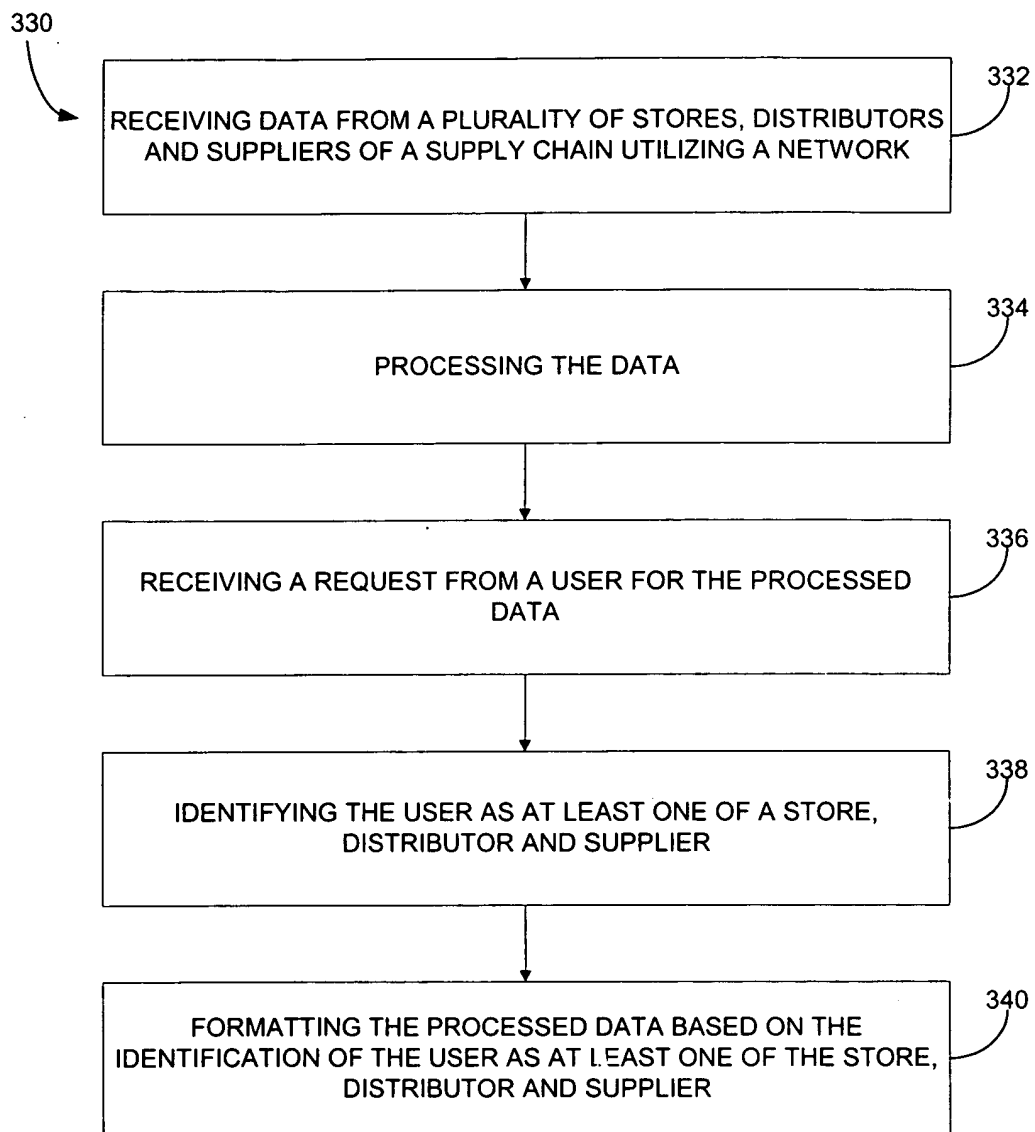 330
332
RECEIVING DATA FROM A PLURALITY OF STORES, DISTRIBUTORS
AND SUPPLIERS OF A SUPPLY CHAIN UTILIZING A NETWORK
334
PROCESSING THE DATA
336
RECEIVING A REQUEST FROM A USER FOR THE PROCESSED
DATA
338
IDENTIFYING THE USER AS AT LEAST ONE OF A STORE,
DISTRIBUTOR AND SUPPLIER
340
FORMATTING THE PROCESSED DATA BASED ON THE
IDENTIFICATION OF THE USER AS AT LEAST ONE OF THE STORE,
DISTRIBUTOR AND SUPPLIER